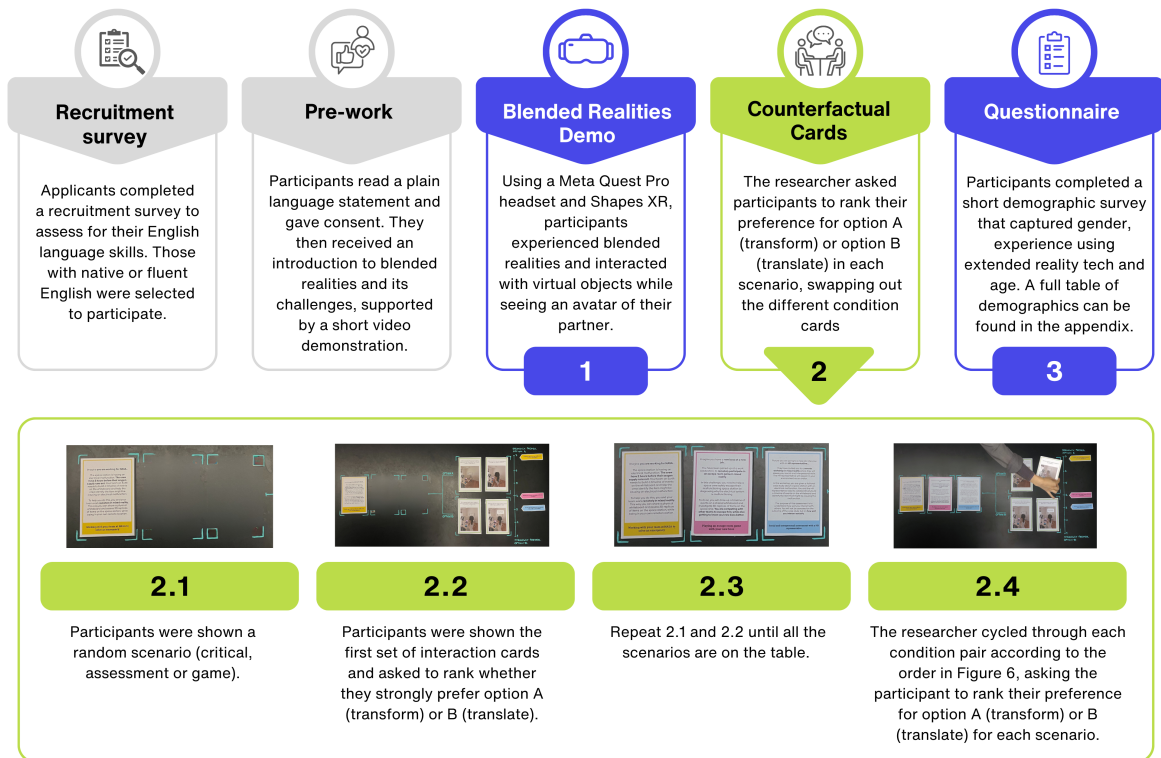 Recruitment
survey
Applicants completed
a recruitment survey to
assess for their English
language skills. Those
with native or fluent
English were selected
to participate.
Pre-work
Participants read a plain
language statement and
gave consent. They
then received an
introduction to blended
realities and its
challenges, supported
by a short video
demonstration.
Blended Realities
Demo
Using a Meta Quest Pro
headset and Shapes XR,
participants
experienced blended
realities and interacted
with virtual objects while
seeing an avatar of their
partner.
1
Counterfactual
Cards
The researcher asked
participants to rank their
preference for option A
(transform) or option B
(translate) in each
scenario, swapping out
the different condition
cards
2
Questionnaire
Participants completed a
short demographic survey
that captured gender,
experience using
extended reality tech and
age. A full table of
demographics can be
found in the appendix.
3
2.1
Participants were shown a
random scenario (critical,
assessment or game).
2.2
Participants were shown the
first set of interaction cards
and asked to rank whether
they strongly prefer option A
(transform) or B (translate).
2.3
Repeat 2.1 and 2.2 until all the
scenarios are on the table.
2.4
The researcher cycled through each
condition pair according to the
order in Figure 6, asking the
participant to rank their preference
for option A (transform) or B
(translate) for each scenario.